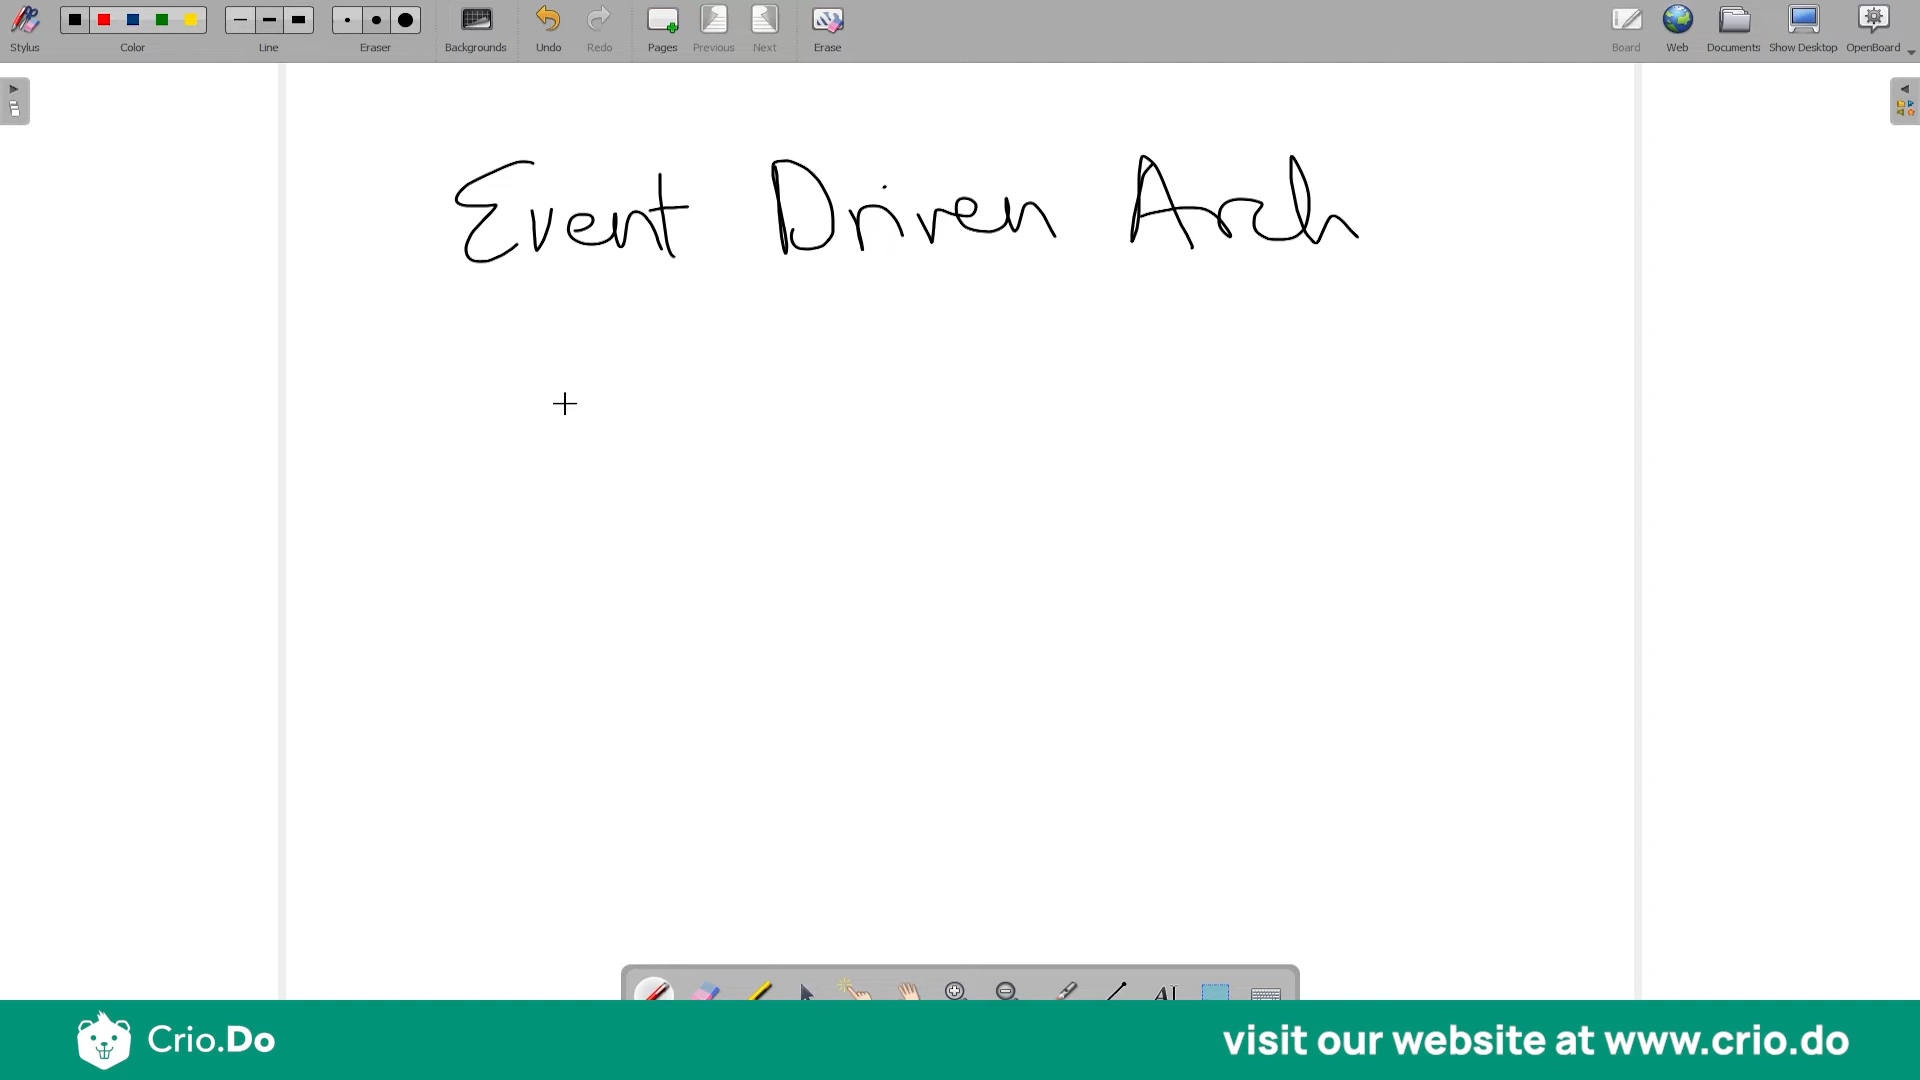 Stylus Color Line Eraser Backgrounds Undo Redo Pages Previous Next Erase Board Web Documents Show Desktop OpenBoard
Event Driven Arch
AI
Crio.Do visit our website at www.crio.do